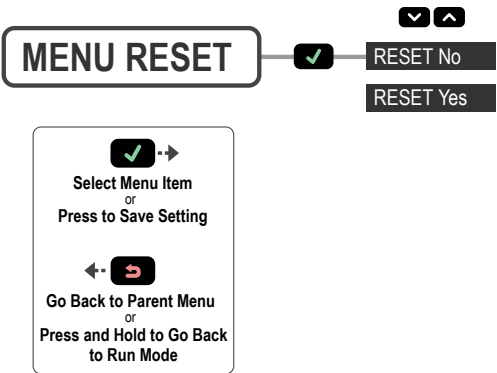 MENU RESET
RESET No
RESET Yes
Select Menu Item
or
Press to Save Setting
Go Back to Parent Menu
or
Press and Hold to Go Back
to Run Mode